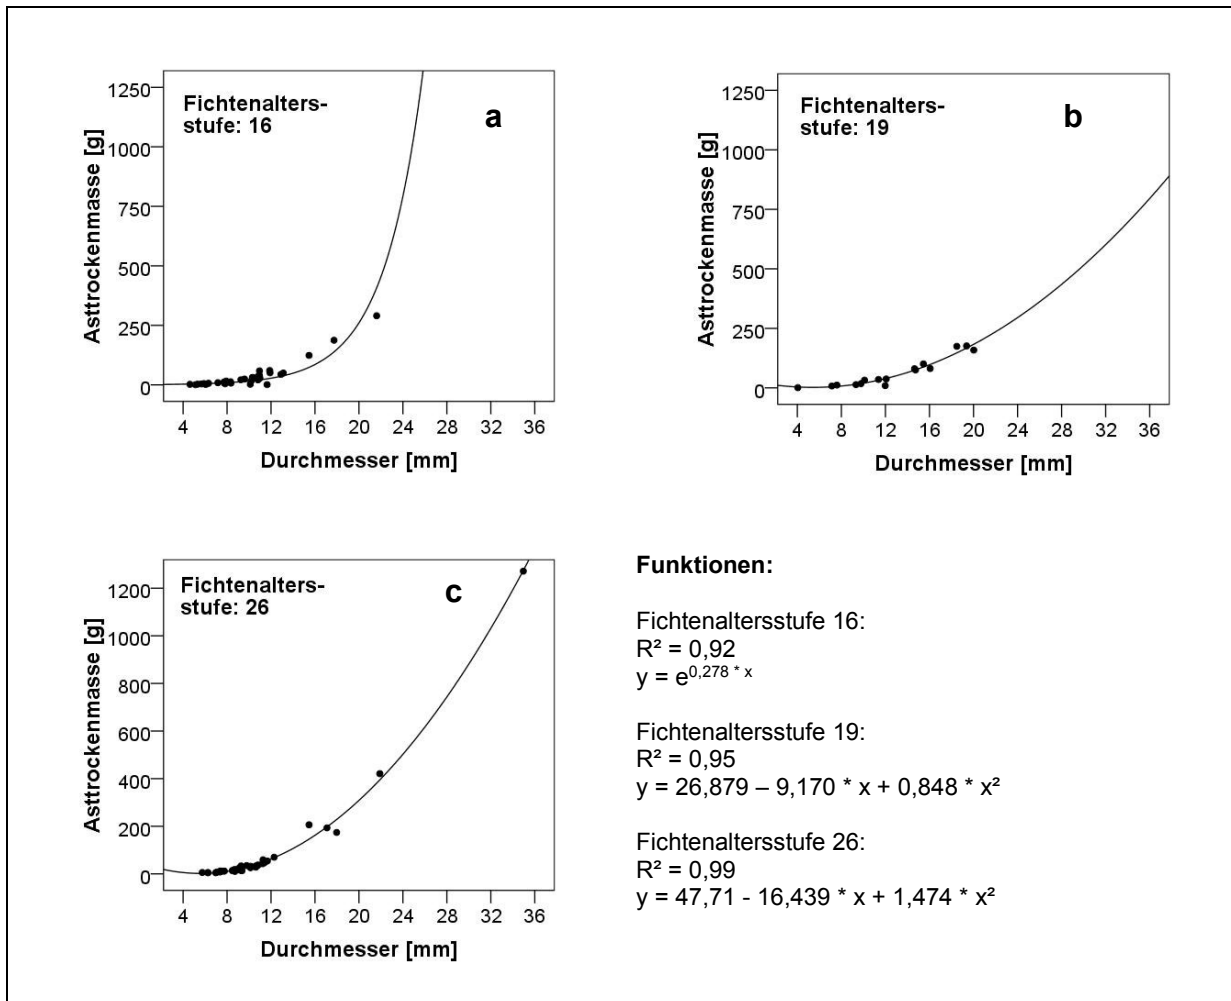 Fichtenalters-
stufe: 16
a
Asttrockenmasse [g]
1250
1000
750
500
250
0
4 8 12 16 20 24 28 32 36
Durchmesser [mm]
Fichtenalters-
stufe: 19
b
Asttrockenmasse [g]
1250
1000
750
500
250
0
4 8 12 16 20 24 28 32 36
Durchmesser [mm]
Fichtenalters-
stufe: 26
c
Asttrockenmasse [g]
1200
1000
800
600
400
200
0
4 8 12 16 20 24 28 32 36
Durchmesser [mm]
Funktionen:
Fichtenaltersstufe 16:
R² = 0,92
y = e^0,278 * x
Fichtenaltersstufe 19:
R² = 0,95
y = 26,879 – 9,170 * x + 0,848 * x²
Fichtenaltersstufe 26:
R² = 0,99
y = 47,71 - 16,439 * x + 1,474 * x²